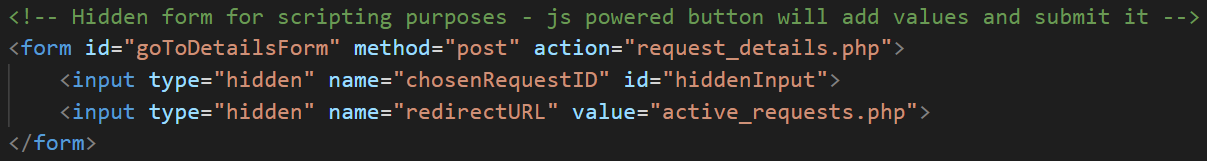 <!-- Hidden form for scripting purposes - js powered button will add values and submit it -->
<form id="goToDetailsForm" method="post" action="request_details.php">
    <input type="hidden" name="chosenRequestID" id="hiddenInput">
    <input type="hidden" name="redirectURL" value="active_requests.php">
</form>